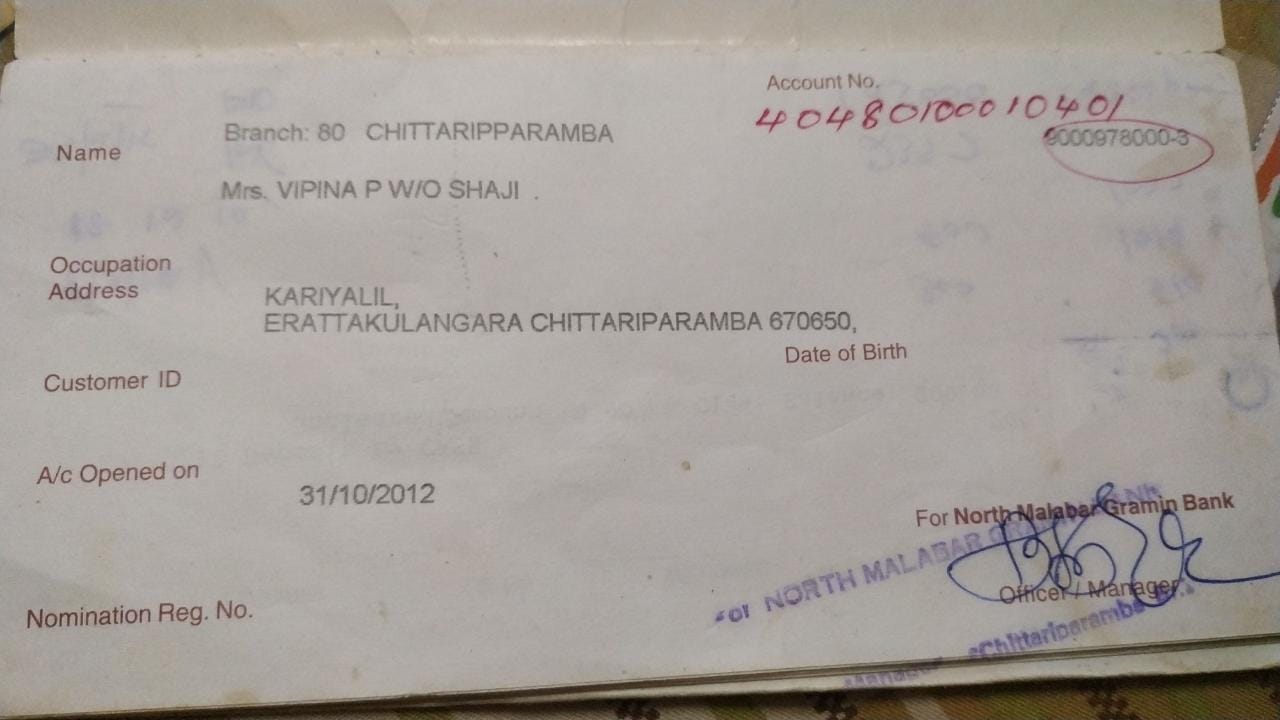 Account No.
40480100010401
Branch: 80 CHITTARIPPARAMBA
9000978000-3
Name
Mrs. VIPINA P W/O SHAJI .
Occupation
Address
KARIYALIL,
ERATTAKULANGARA CHITTARIPARAMBA 670650,
Date of Birth
Customer ID
A/c Opened on
31/10/2012
For North Malabar Gramin Bank
For NORTH MALABAR GRAMIN BANK
Officer / Manager
Chittariparamba
Manager
Nomination Reg. No.